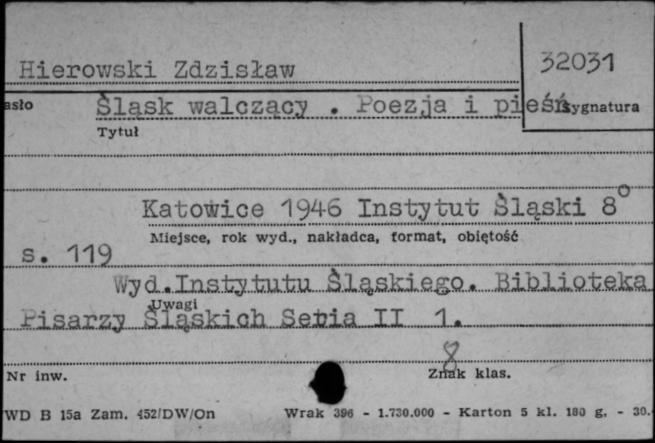 Hierowski Zdzisław
32031
asło Śląsk walczący . Poezja i pieśń
Sygnatura
Tytuł
Katowice 1946 Instytut Śląski 8°
Miejsce, rok wyd., nakładca, format, objętość
s. 119
Wyd.Instytutu Śląskiego. Biblioteka
Uwagi
Pisarzy Śląskich Setia II 1.
8
Nr inw.
Znak klas.
WD B 15a Zam. 452/DW/On Wrak 396 - 1.730.000 - Karton 5 kl. 180 g. - 30.